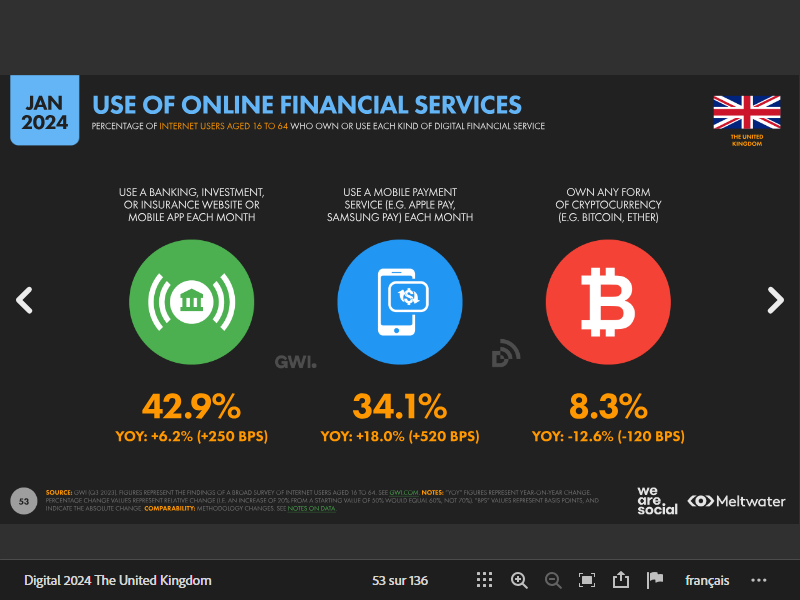 JAN
2024
USE OF ONLINE FINANCIAL SERVICES
PERCENTAGE OF INTERNET USERS AGED 16 TO 64 WHO OWN OR USE EACH KIND OF DIGITAL FINANCIAL SERVICE
THE UNITED
KINGDOM
USE A BANKING, INVESTMENT,
OR INSURANCE WEBSITE OR
MOBILE APP EACH MONTH
USE A MOBILE PAYMENT
SERVICE (E.G. APPLE PAY,
SAMSUNG PAY) EACH MONTH
OWN ANY FORM
OF CRYPTOCURRENCY
(E.G. BITCOIN, ETHER)
GWI.
42.9%
YOY: +6.2% (+250 BPS)
34.1%
YOY: +18.0% (+520 BPS)
8.3%
YOY: -12.6% (-120 BPS)
53
SOURCE: GWI (Q3 2023). FIGURES REPRESENT THE FINDINGS OF A BROAD SURVEY OF INTERNET USERS AGED 16 TO 64. SEE GWI.COM. NOTES: "YOY" FIGURES REPRESENT YEAR-ON-YEAR CHANGE.
PERCENTAGE CHANGE VALUES REPRESENT RELATIVE CHANGE (I.E. AN INCREASE OF 20% FROM A STARTING VALUE OF 50% WOULD EQUAL 60%, NOT 70%). "BPS" VALUES REPRESENT BASIS POINTS, AND
INDICATE THE ABSOLUTE CHANGE. COMPARABILITY: METHODOLOGY CHANGES. SEE NOTES ON DATA.
we
are.
social
Meltwater
Digital 2024 The United Kingdom
53 sur 136
français